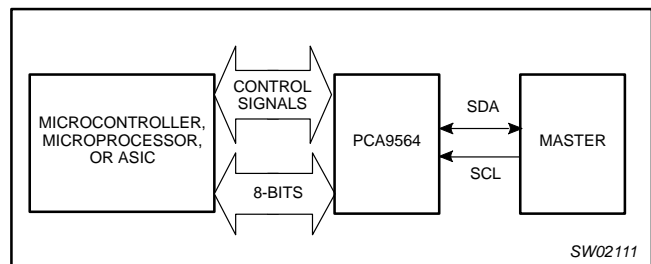 MICROCONTROLLER,
MICROPROCESSOR,
OR ASIC
CONTROL
SIGNALS
8-BITS
PCA9564
SDA
SCL
MASTER
SW02111